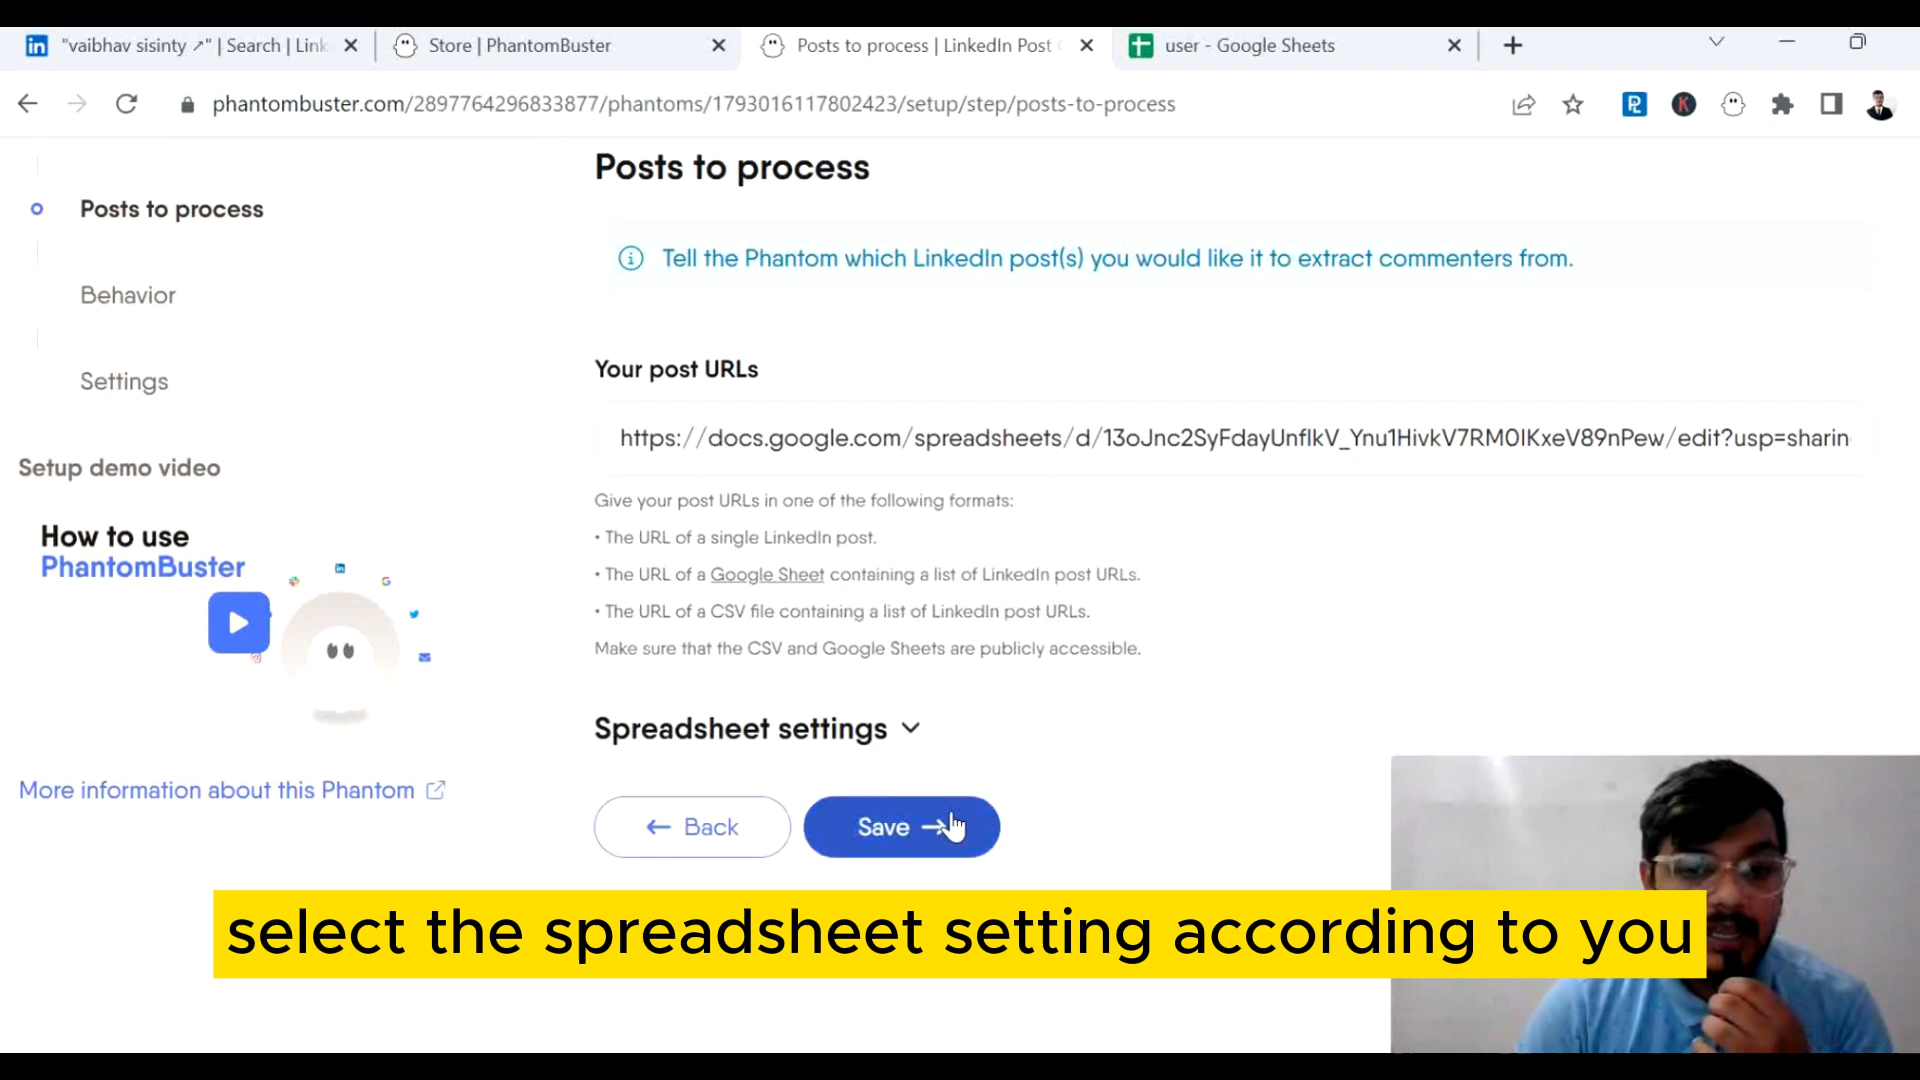 "vaibhav sisinty ↗" | Search | Link
Store | PhantomBuster
Posts to process | LinkedIn Post
user - Google Sheets
phantombuster.com/2897764296833877/phantoms/1793016117802423/setup/step/posts-to-process
Posts to process
Behavior
Settings
Setup demo video
How to use
PhantomBuster
More information about this Phantom
Posts to process
Tell the Phantom which LinkedIn post(s) you would like it to extract commenters from.
Your post URLs
https://docs.google.com/spreadsheets/d/13oJnc2SyFdayUnflkV_Ynu1HivkV7RM0IKxeV89nPew/edit?usp=sharin
Give your post URLs in one of the following formats:
• The URL of a single LinkedIn post.
• The URL of a Google Sheet containing a list of LinkedIn post URLs.
• The URL of a CSV file containing a list of LinkedIn post URLs.
Make sure that the CSV and Google Sheets are publicly accessible.
Spreadsheet settings
← Back
Save →
select the spreadsheet setting according to you